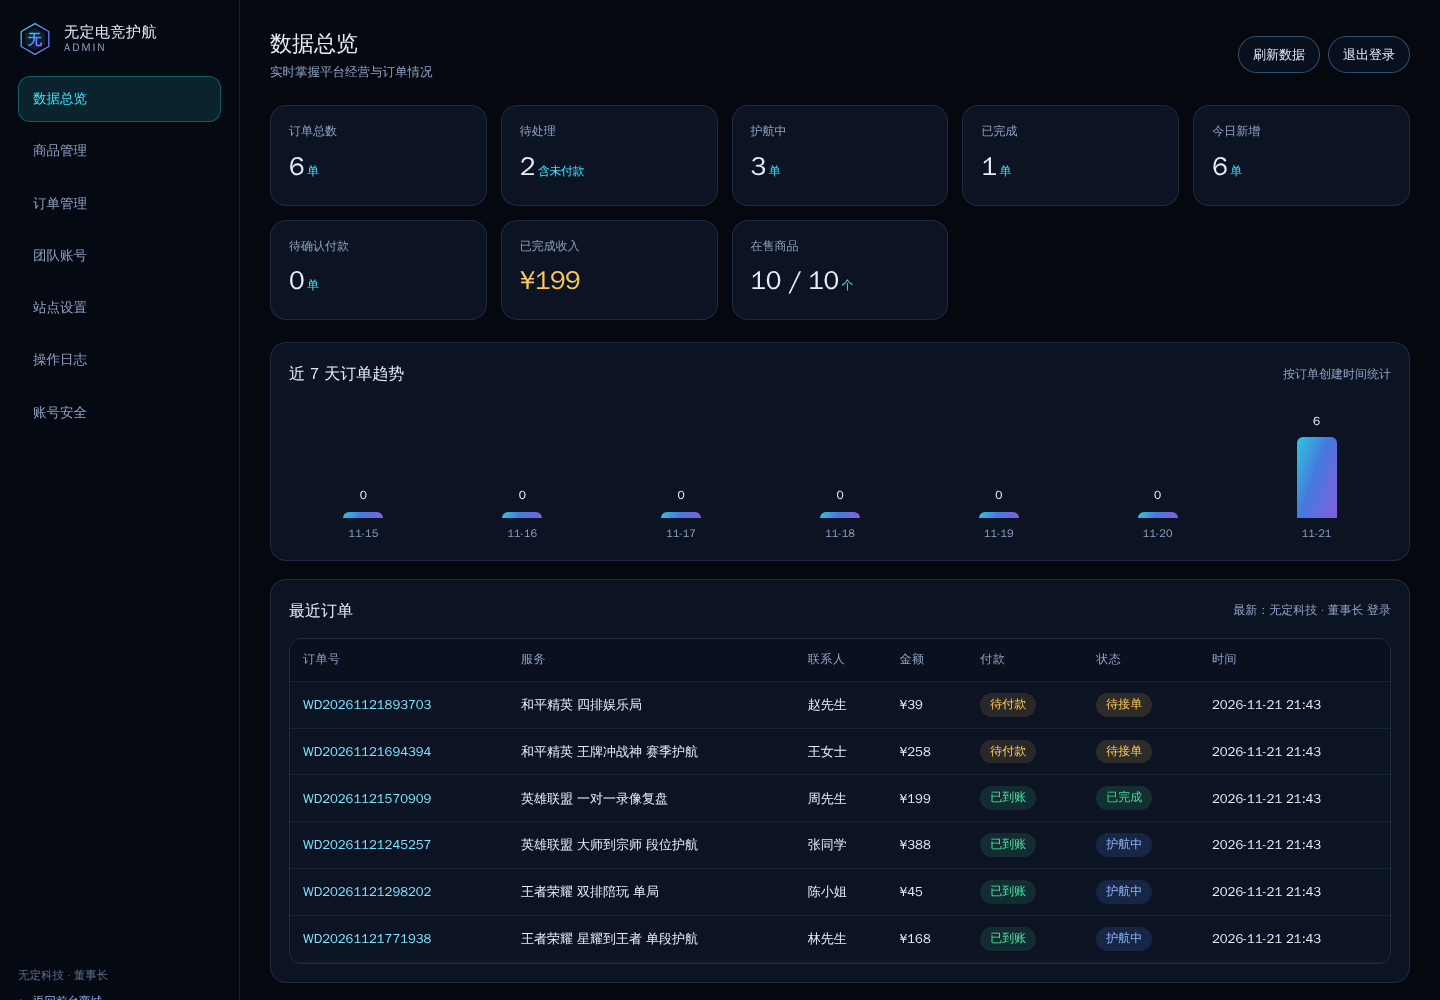 无
无定电竞护航
ADMIN
数据总览
商品管理
订单管理
团队账号
站点设置
操作日志
账号安全
无定科技 · 董事长
数据总览
实时掌握平台经营与订单情况
刷新数据
退出登录
订单总数
6 单
待处理
2 含未付款
护航中
3 单
已完成
1 单
今日新增
6 单
待确认付款
0 单
已完成收入
¥199
在售商品
10 / 10 个
近 7 天订单趋势
按订单创建时间统计
0 0 0 0 0 0 6
11-15 11-16 11-17 11-18 11-19 11-20 11-21
最近订单
最新：无定科技 · 董事长 登录
订单号 服务 联系人 金额 付款 状态 时间
WD20261121893703 和平精英 四排娱乐局 赵先生 ¥39 待付款 待接单 2026-11-21 21:43
WD20261121694394 和平精英 王牌冲战神 赛季护航 王女士 ¥258 待付款 待接单 2026-11-21 21:43
WD20261121570909 英雄联盟 一对一录像复盘 周先生 ¥199 已到账 已完成 2026-11-21 21:43
WD20261121245257 英雄联盟 大师到宗师 段位护航 张同学 ¥388 已到账 护航中 2026-11-21 21:43
WD20261121298202 王者荣耀 双排陪玩 单局 陈小姐 ¥45 已到账 护航中 2026-11-21 21:43
WD20261121771938 王者荣耀 星耀到王者 单段护航 林先生 ¥168 已到账 护航中 2026-11-21 21:43